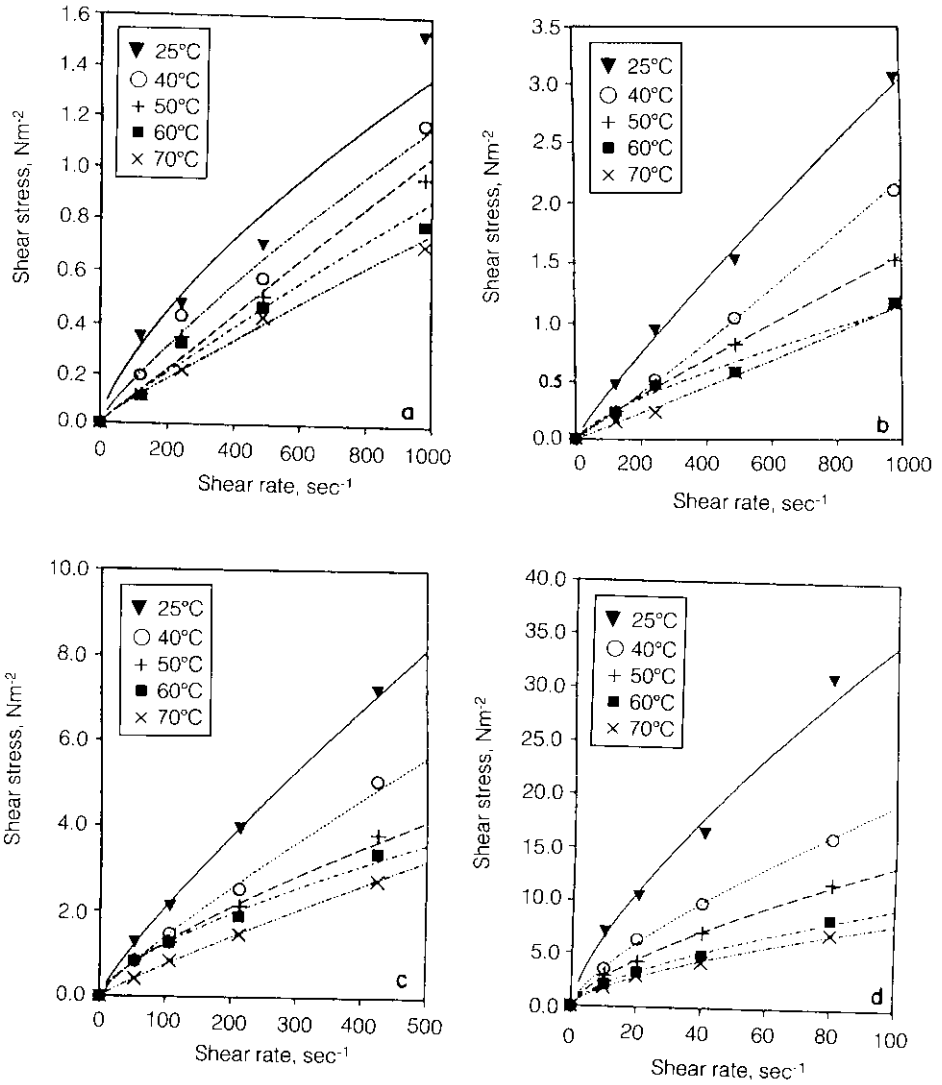 1.6
1.4
1.2
1.0
0.8
0.6
0.4
0.2
0.0
Shear stress, Nm-2
25°C
40°C
50°C
60°C
70°C
a
0 200 400 600 800 1000
Shear rate, sec-1
3.5
3.0
2.5
2.0
1.5
1.0
0.5
0.0
Shear stress, Nm-2
25°C
40°C
50°C
60°C
70°C
b
0 200 400 600 800 1000
Shear rate, sec-1
10.0
8.0
6.0
4.0
2.0
0.0
Shear stress, Nm-2
25°C
40°C
50°C
60°C
70°C
c
0 100 200 300 400 500
Shear rate, sec-1
40.0
35.0
30.0
25.0
20.0
15.0
10.0
5.0
0.0
Shear stress, Nm-2
25°C
40°C
50°C
60°C
70°C
d
0 20 40 60 80 100
Shear rate, sec-1